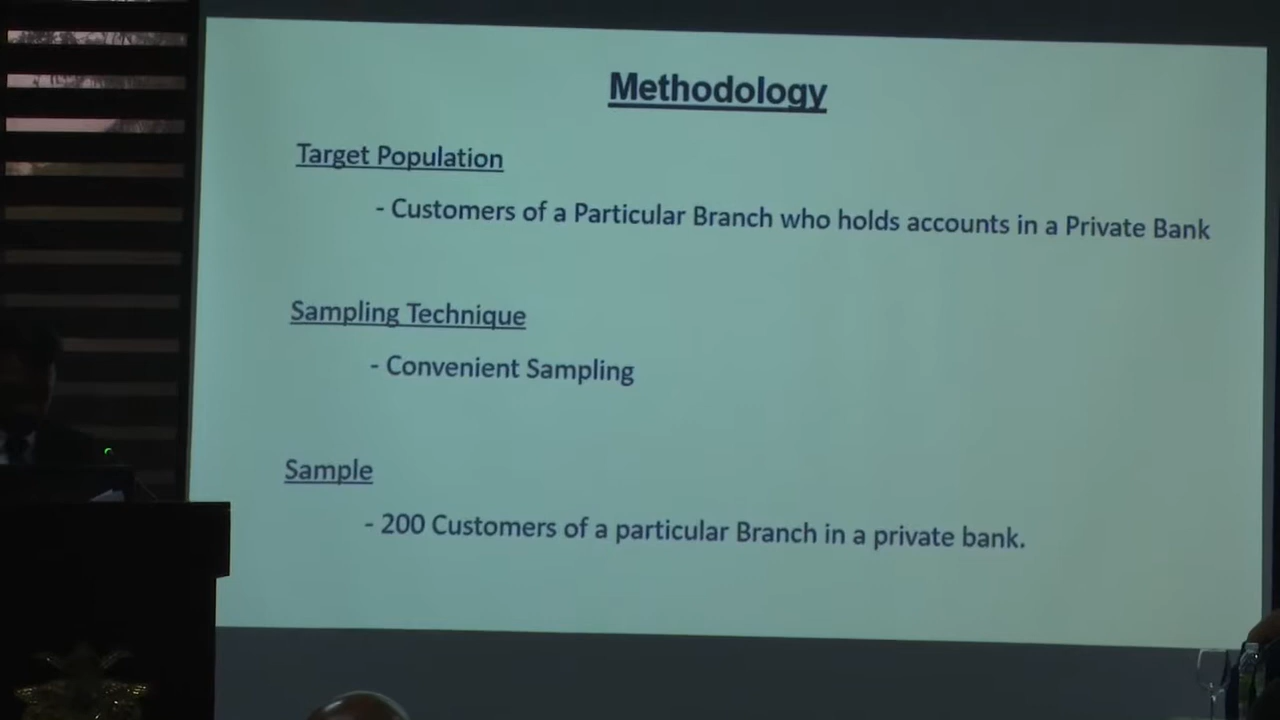 Methodology
Target Population
- Customers of a Particular Branch who holds accounts in a Private Bank
Sampling Technique
- Convenient Sampling
Sample
- 200 Customers of a particular Branch in a private bank.